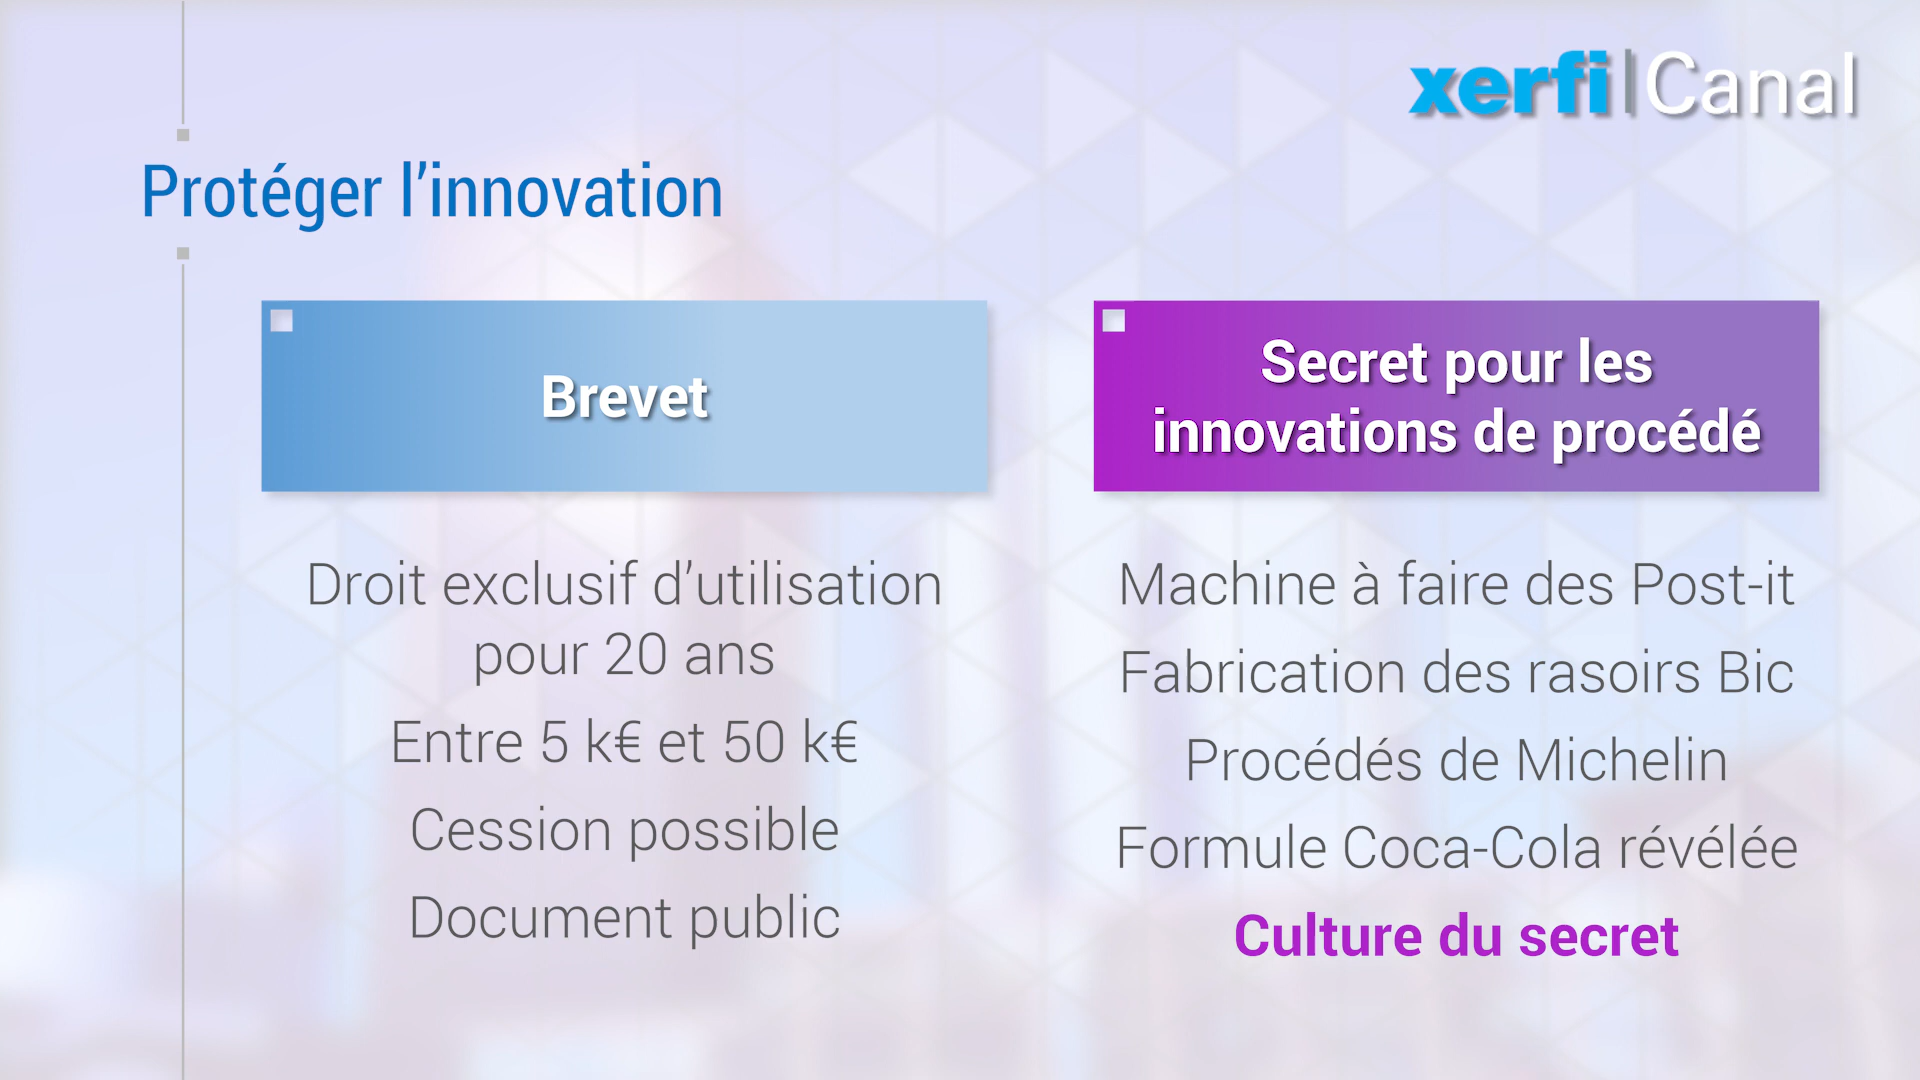 xerfi|Canal
Protéger l’innovation
Brevet
Droit exclusif d’utilisation
pour 20 ans
Entre 5 k€ et 50 k€
Cession possible
Document public
Secret pour les
innovations de procédé
Machine à faire des Post-it
Fabrication des rasoirs Bic
Procédés de Michelin
Formule Coca-Cola révélée
Culture du secret